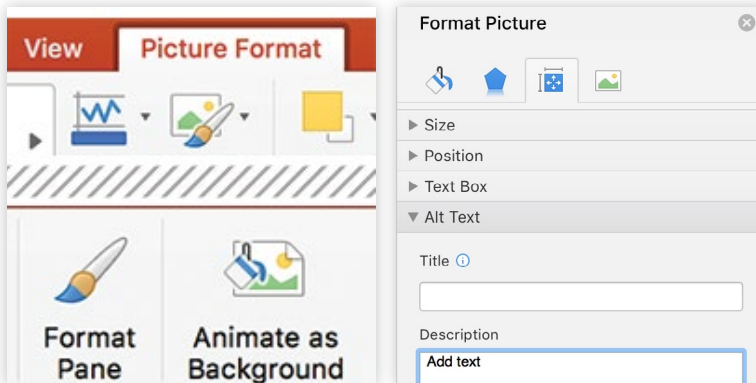 View
Picture Format
Format
Pane
Animate as
Background
Format Picture
Size
Position
Text Box
Alt Text
Title
Description
Add text